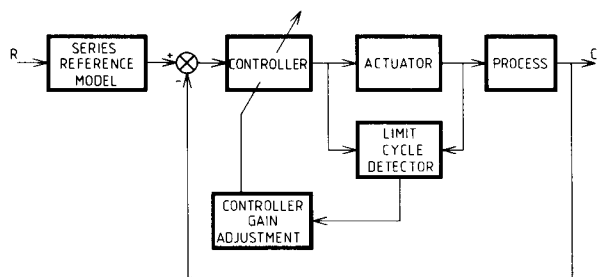 R
SERIES
REFERENCE
MODEL
+
-
CONTROLLER
ACTUATOR
PROCESS
C
LIMIT
CYCLE
DETECTOR
CONTROLLER
GAIN
ADJUSTMENT